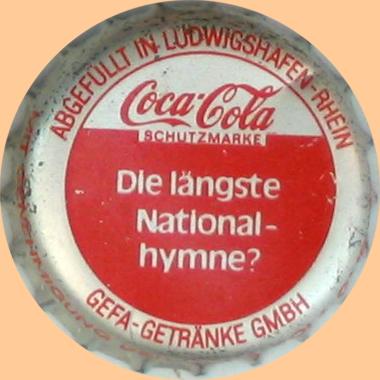 ABGEFÜLLT IN LUDWIGSHAFEN-RHEIN
Coca-Cola
SCHUTZMARKE
Die längste
National-
hymne?
GEFA-GETRÄNKE GMBH